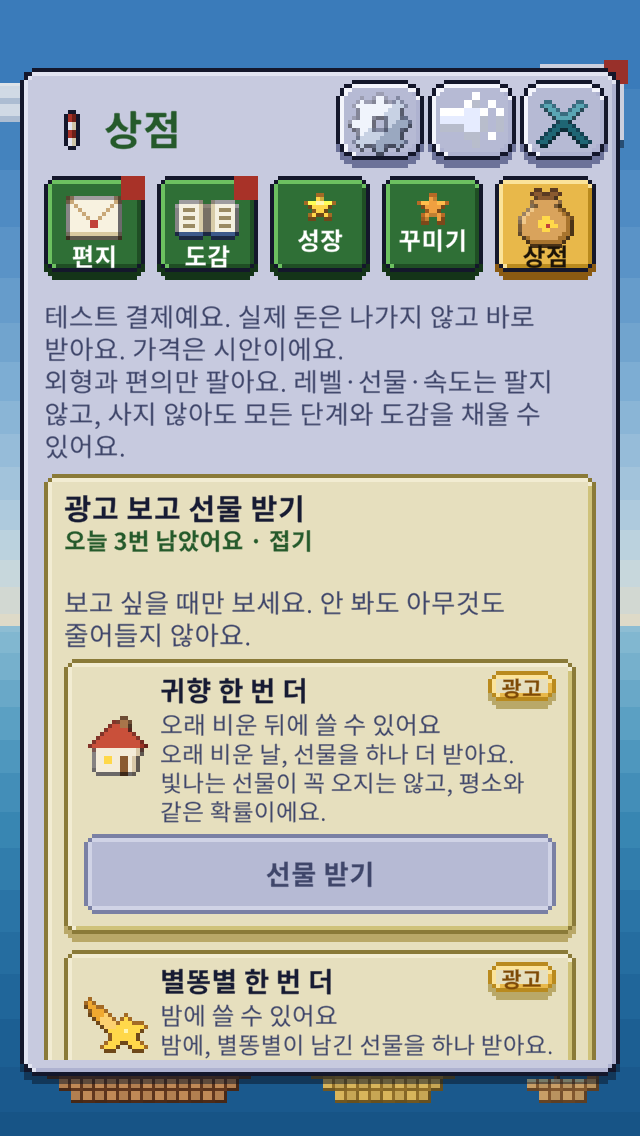 상점
편지
도감
성장
꾸미기
상점
테스트 결제예요. 실제 돈은 나가지 않고 바로
받아요. 가격은 시안이에요.
외형과 편의만 팔아요. 레벨·선물·속도는 팔지
않고, 사지 않아도 모든 단계와 도감을 채울 수
있어요.
광고 보고 선물 받기
오늘 3번 남았어요 · 접기
보고 싶을 때만 보세요. 안 봐도 아무것도
줄어들지 않아요.
귀향 한 번 더
광고
오래 비운 뒤에 쓸 수 있어요
오래 비운 날, 선물을 하나 더 받아요.
빛나는 선물이 꼭 오지는 않고, 평소와
같은 확률이에요.
선물 받기
별똥별 한 번 더
광고
밤에 쓸 수 있어요
밤에, 별똥별이 남긴 선물을 하나 받아요.